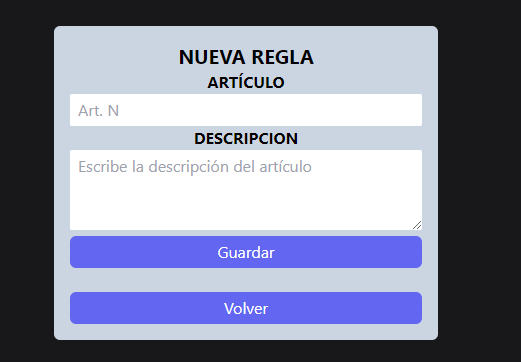 NUEVA REGLA
ARTÍCULO
Art. N
DESCRIPCION
Escribe la descripción del artículo
Guardar
Volver